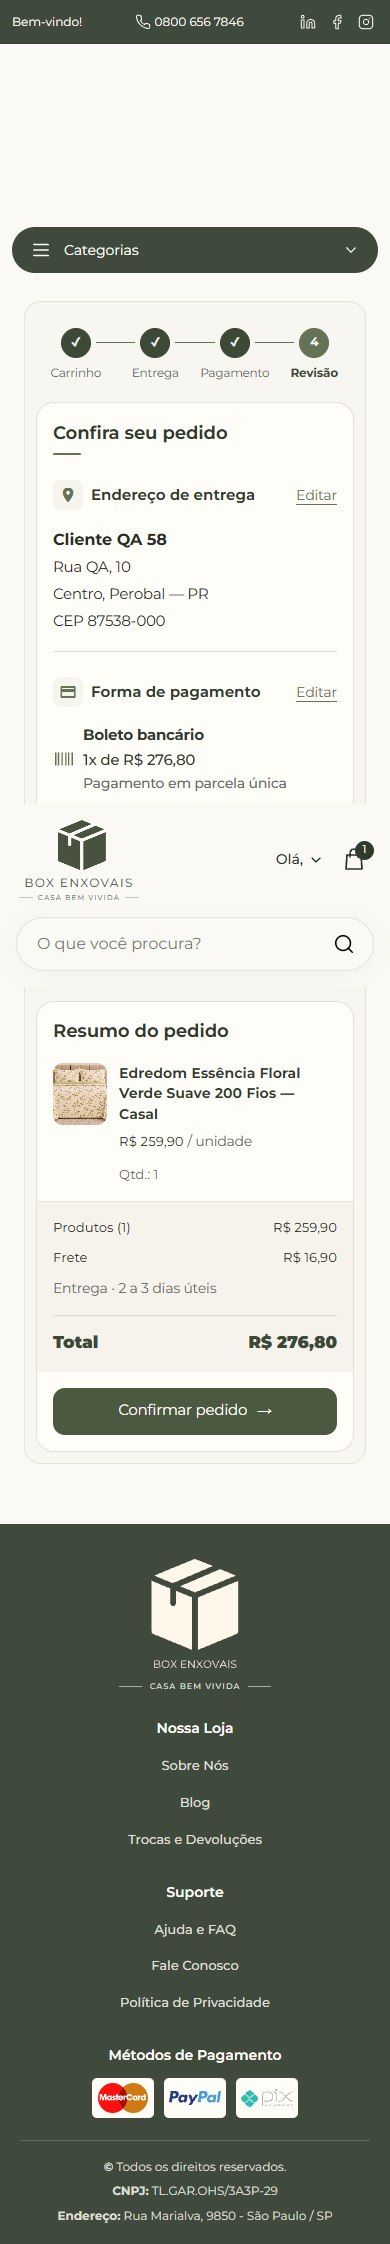 Bem-vindo!
0800 656 7846
Categorias
Carrinho
Entrega
Pagamento
4
Revisão
Confira seu pedido
Endereço de entrega
Editar
Cliente QA 58
Rua QA, 10
Centro, Perobal — PR
CEP 87538-000
Forma de pagamento
Editar
Boleto bancário
1x de R$ 276,80
Pagamento em parcela única
BOX ENXOVAIS
CASA BEM VIVIDA
Olá,
1
O que você procura?
Resumo do pedido
Edredom Essência Floral
Verde Suave 200 Fios —
Casal
R$ 259,90 / unidade
Qtd.: 1
Produtos (1)
R$ 259,90
Frete
R$ 16,90
Entrega · 2 a 3 dias úteis
Total
R$ 276,80
Confirmar pedido →
BOX ENXOVAIS
CASA BEM VIVIDA
Nossa Loja
Sobre Nós
Blog
Trocas e Devoluções
Suporte
Ajuda e FAQ
Fale Conosco
Política de Privacidade
Métodos de Pagamento
MasterCard
PayPal
pix
© Todos os direitos reservados.
CNPJ: TL.GAR.OHS/3A3P-29
Endereço: Rua Marialva, 9850 - São Paulo / SP